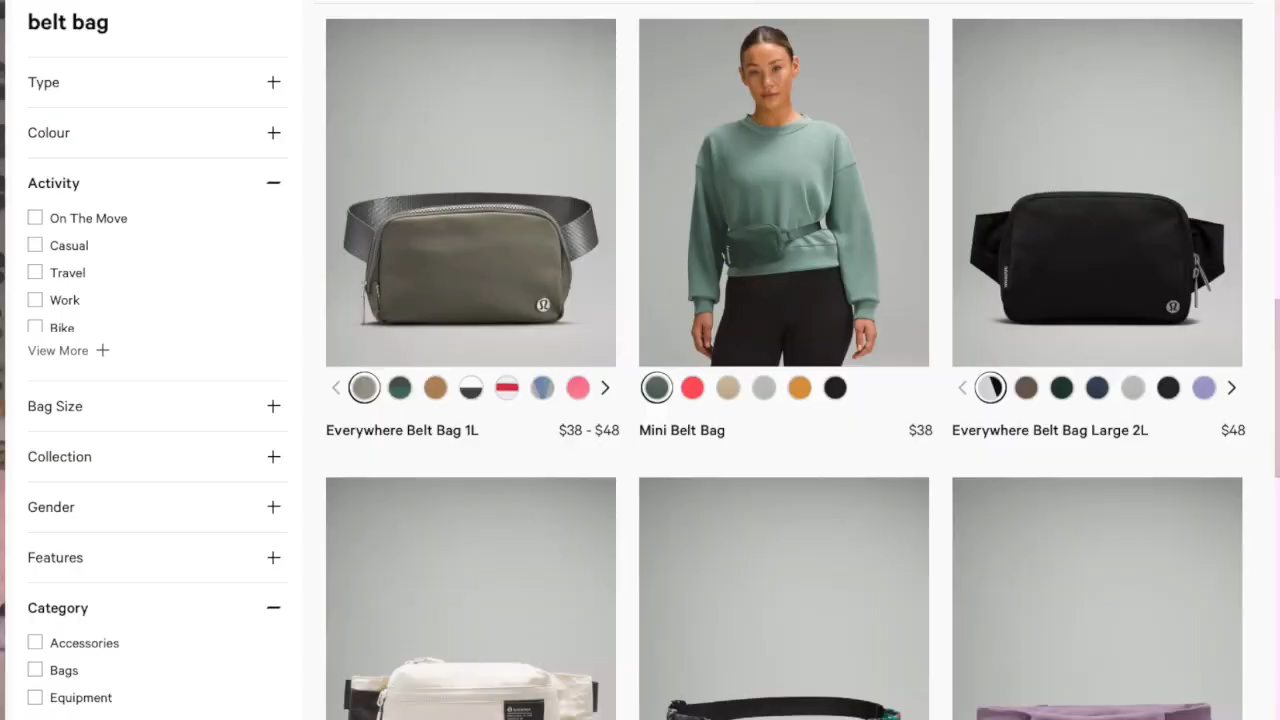 belt bag
Type
Colour
Activity
On The Move
Casual
Travel
Work
Bike
View More
Bag Size
Collection
Gender
Features
Category
Accessories
Bags
Equipment
Everywhere Belt Bag 1L $38 - $48
Mini Belt Bag $38
Everywhere Belt Bag Large 2L $48